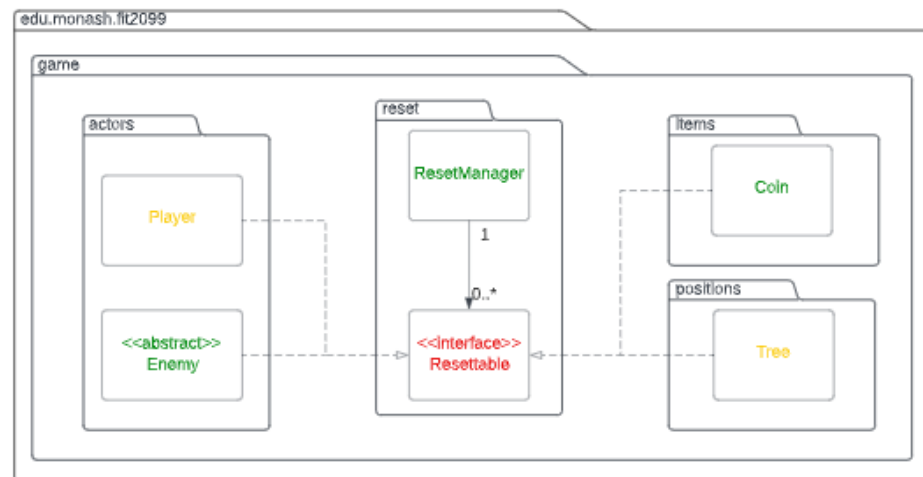 edu.monash.fit2099
game
actors
Player
<<abstract>>
Enemy
reset
ResetManager
1
0..*
<<interface>>
Resettable
Items
Coin
positions
Tree